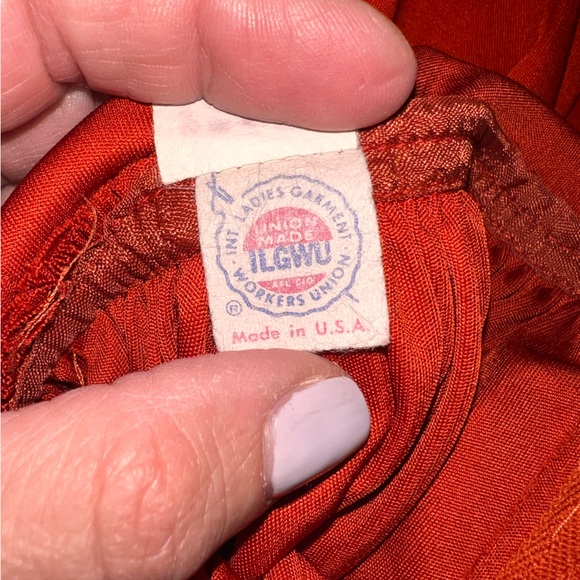 INT. LADIES GARMENT
UNION
MADE
ILGWU
AFL·CIO
WORKERS UNION
®
Made in U.S.A.